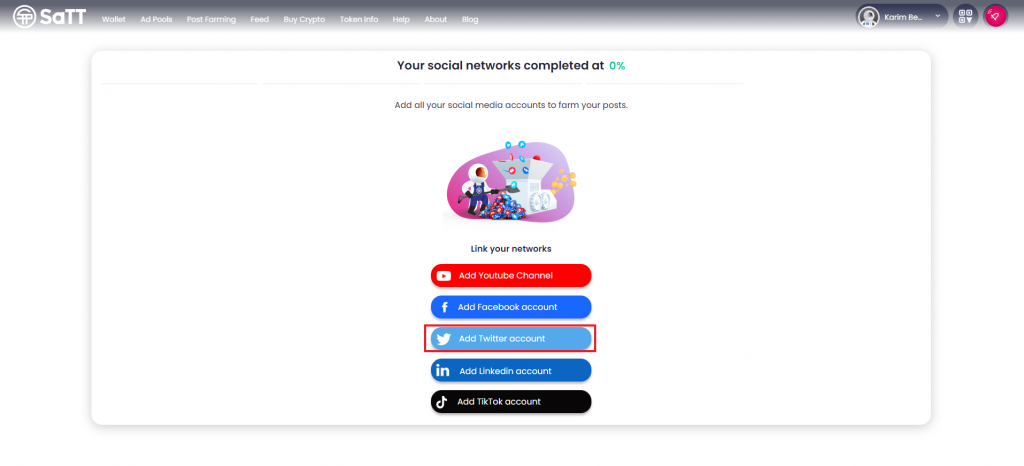 SaTT Wallet Ad Pools Post Farming Feed Buy Crypto Token Info Help About Blog Karim Be...
Your social networks completed at 0%
Add all your social media accounts to farm your posts.
Link your networks
Add Youtube Channel
Add Facebook account
Add Twitter account
Add Linkedin account
Add TikTok account